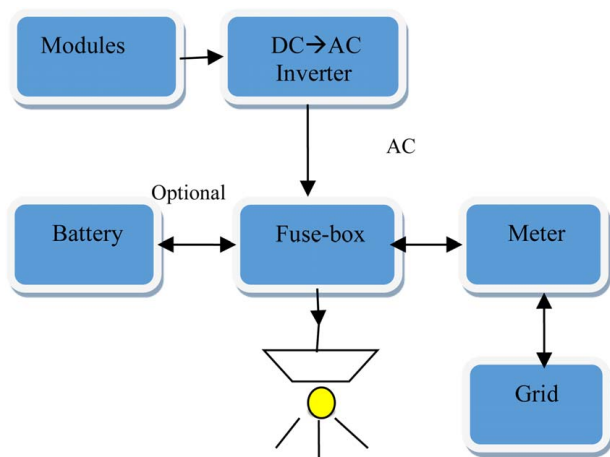 Modules
DC→AC
Inverter
AC
Optional
Battery
Fuse-box
Meter
Grid